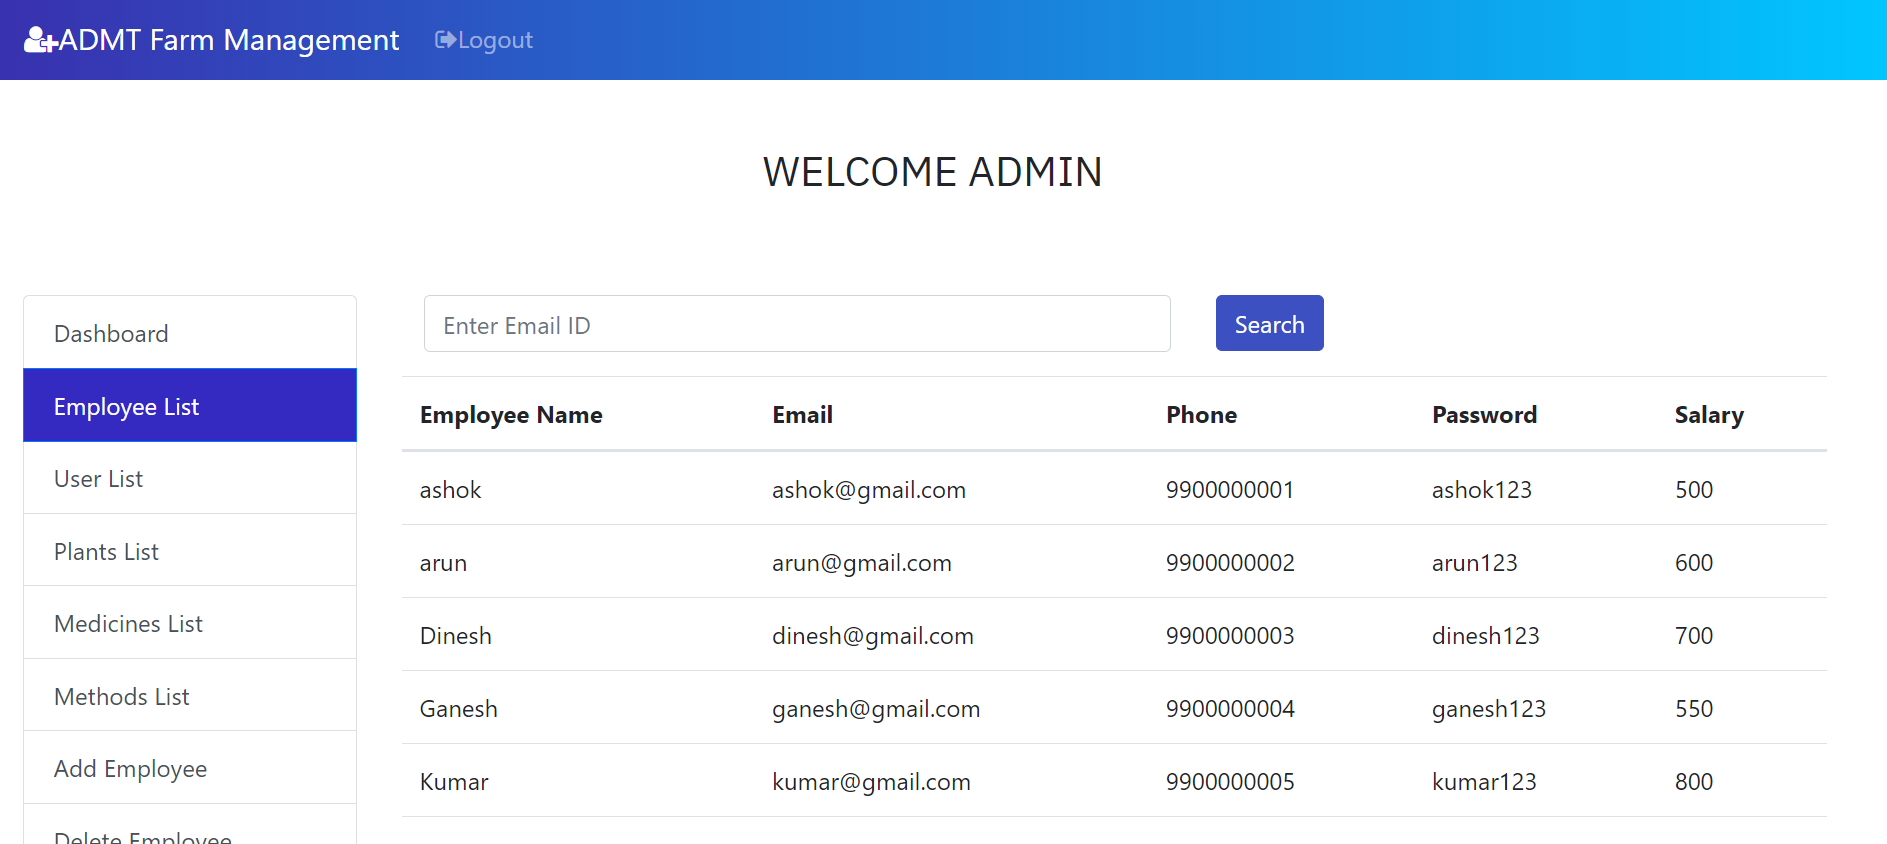 ADMT Farm Management Logout
WELCOME ADMIN
Dashboard
Employee List
User List
Plants List
Medicines List
Methods List
Add Employee
Delete Employee
Enter Email ID Search
Employee Name Email Phone Password Salary
ashok ashok@gmail.com 9900000001 ashok123 500
arun arun@gmail.com 9900000002 arun123 600
Dinesh dinesh@gmail.com 9900000003 dinesh123 700
Ganesh ganesh@gmail.com 9900000004 ganesh123 550
Kumar kumar@gmail.com 9900000005 kumar123 800